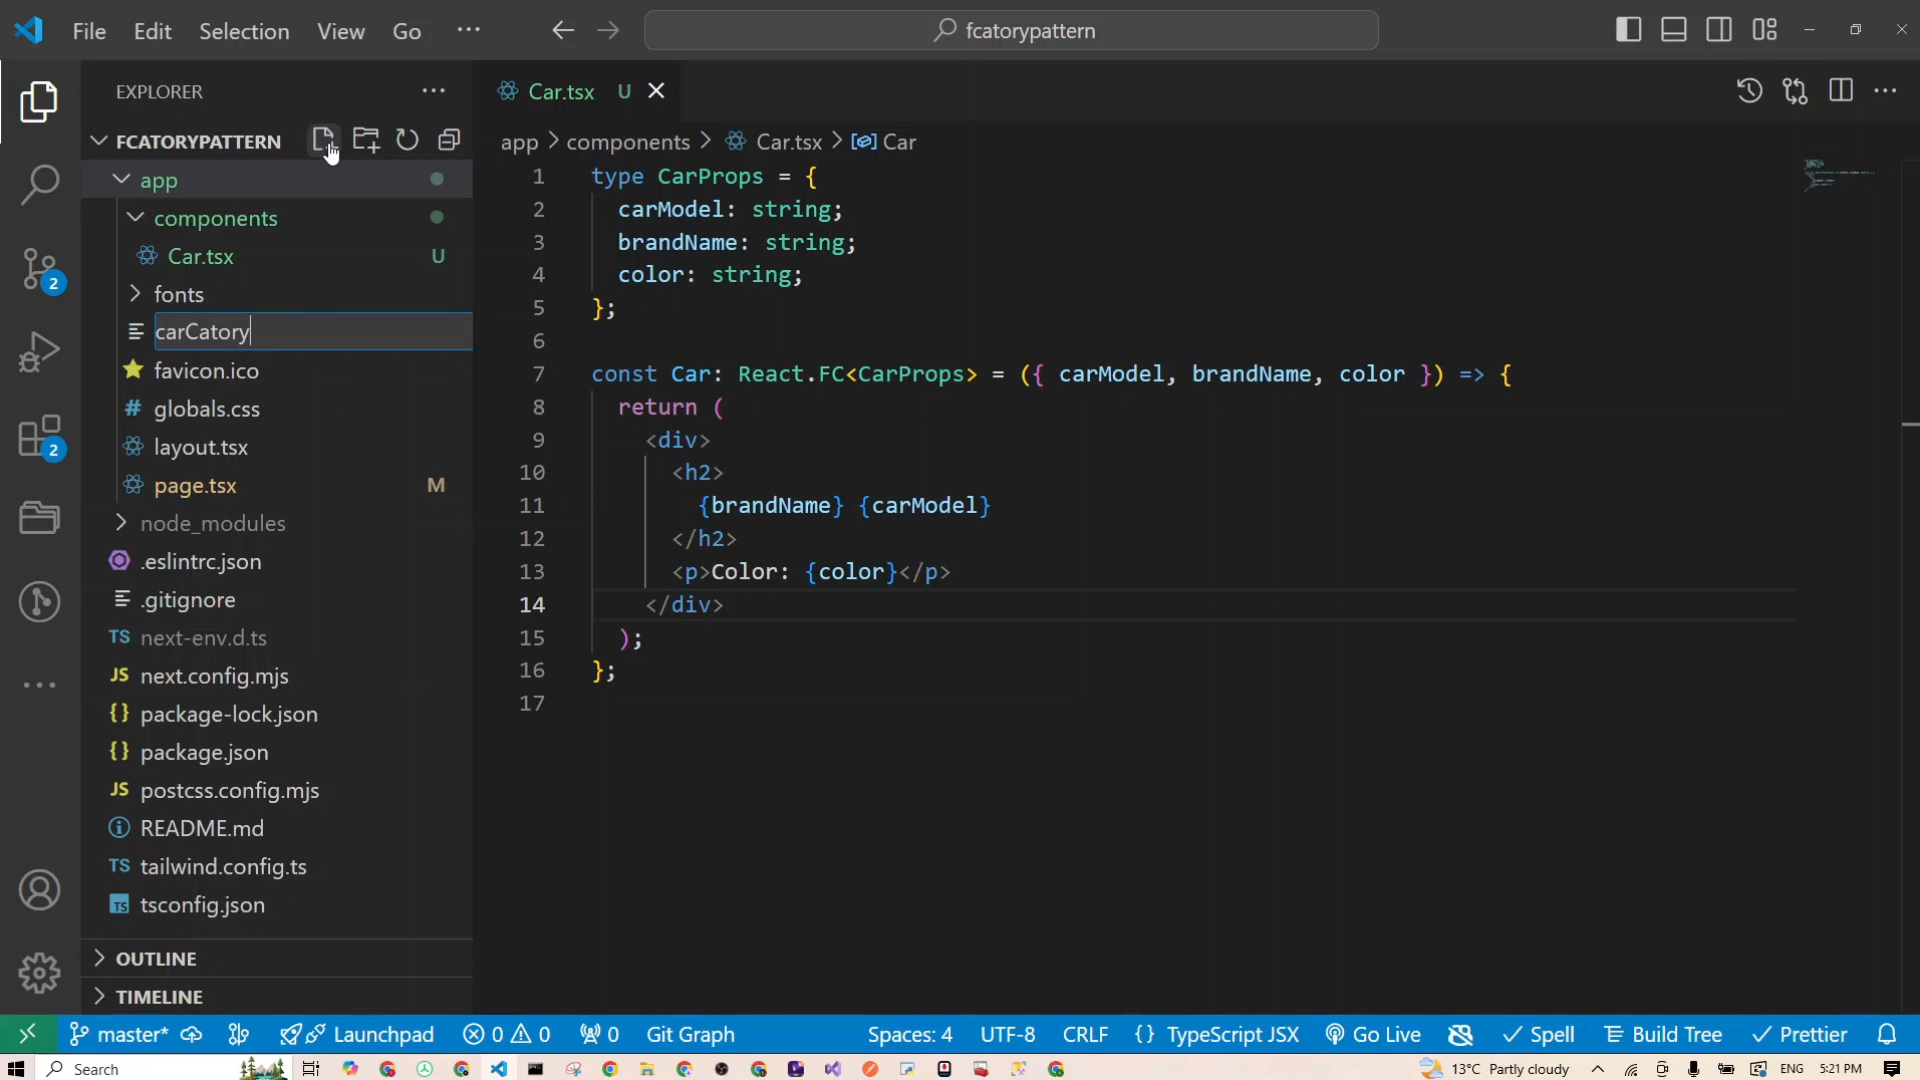 File Edit Selection View Go ... fcatorypattern
EXPLORER ...
FCATORYPATTERN
app
components
Car.tsx U
fonts
carCatory
favicon.ico
globals.css
layout.tsx
page.tsx M
node_modules
.eslintrc.json
.gitignore
next-env.d.ts
next.config.mjs
package-lock.json
package.json
postcss.config.mjs
README.md
tailwind.config.ts
tsconfig.json
OUTLINE
TIMELINE
2
2
Car.tsx U
app > components > Car.tsx > Car
1 type CarProps = {
2 carModel: string;
3 brandName: string;
4 color: string;
5 };
6
7 const Car: React.FC<CarProps> = ({ carModel, brandName, color }) => {
8 return (
9 <div>
10 <h2>
11 {brandName} {carModel}
12 </h2>
13 <p>Color: {color}</p>
14 </div>
15 );
16 };
17
master* Launchpad 0 0 0 Git Graph Spaces: 4 UTF-8 CRLF {} TypeScript JSX Go Live Spell Build Tree Prettier
Search 13°C Partly cloudy ENG 5:21 PM